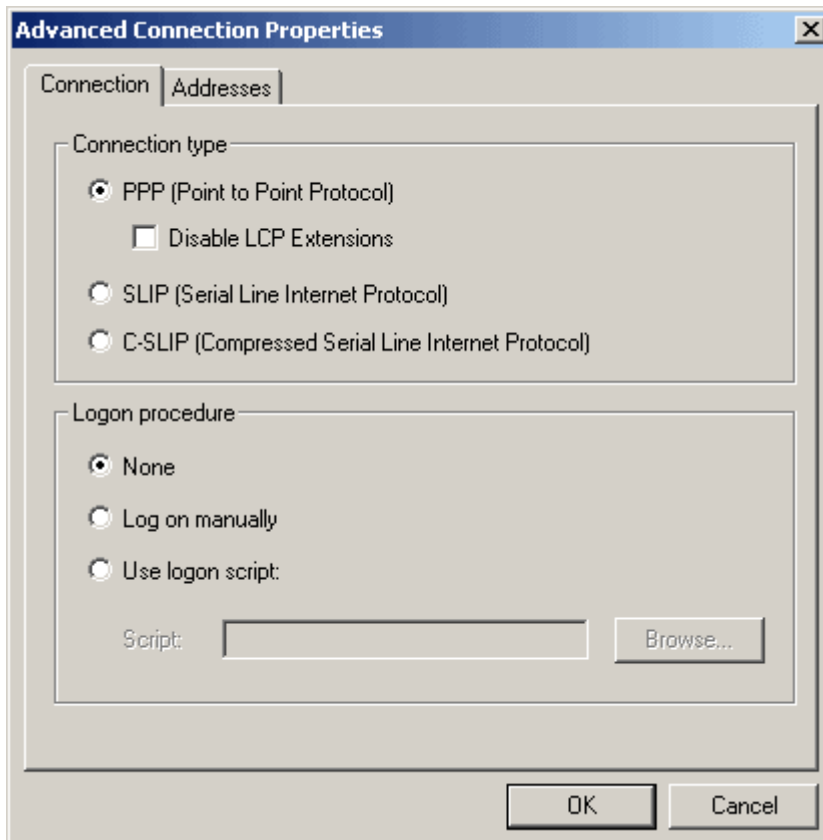 Advanced Connection Properties
Connection
Addresses
Connection type
PPP (Point to Point Protocol)
Disable LCP Extensions
SLIP (Serial Line Internet Protocol)
C-SLIP (Compressed Serial Line Internet Protocol)
Logon procedure
None
Log on manually
Use logon script:
Script:
Browse...
OK
Cancel